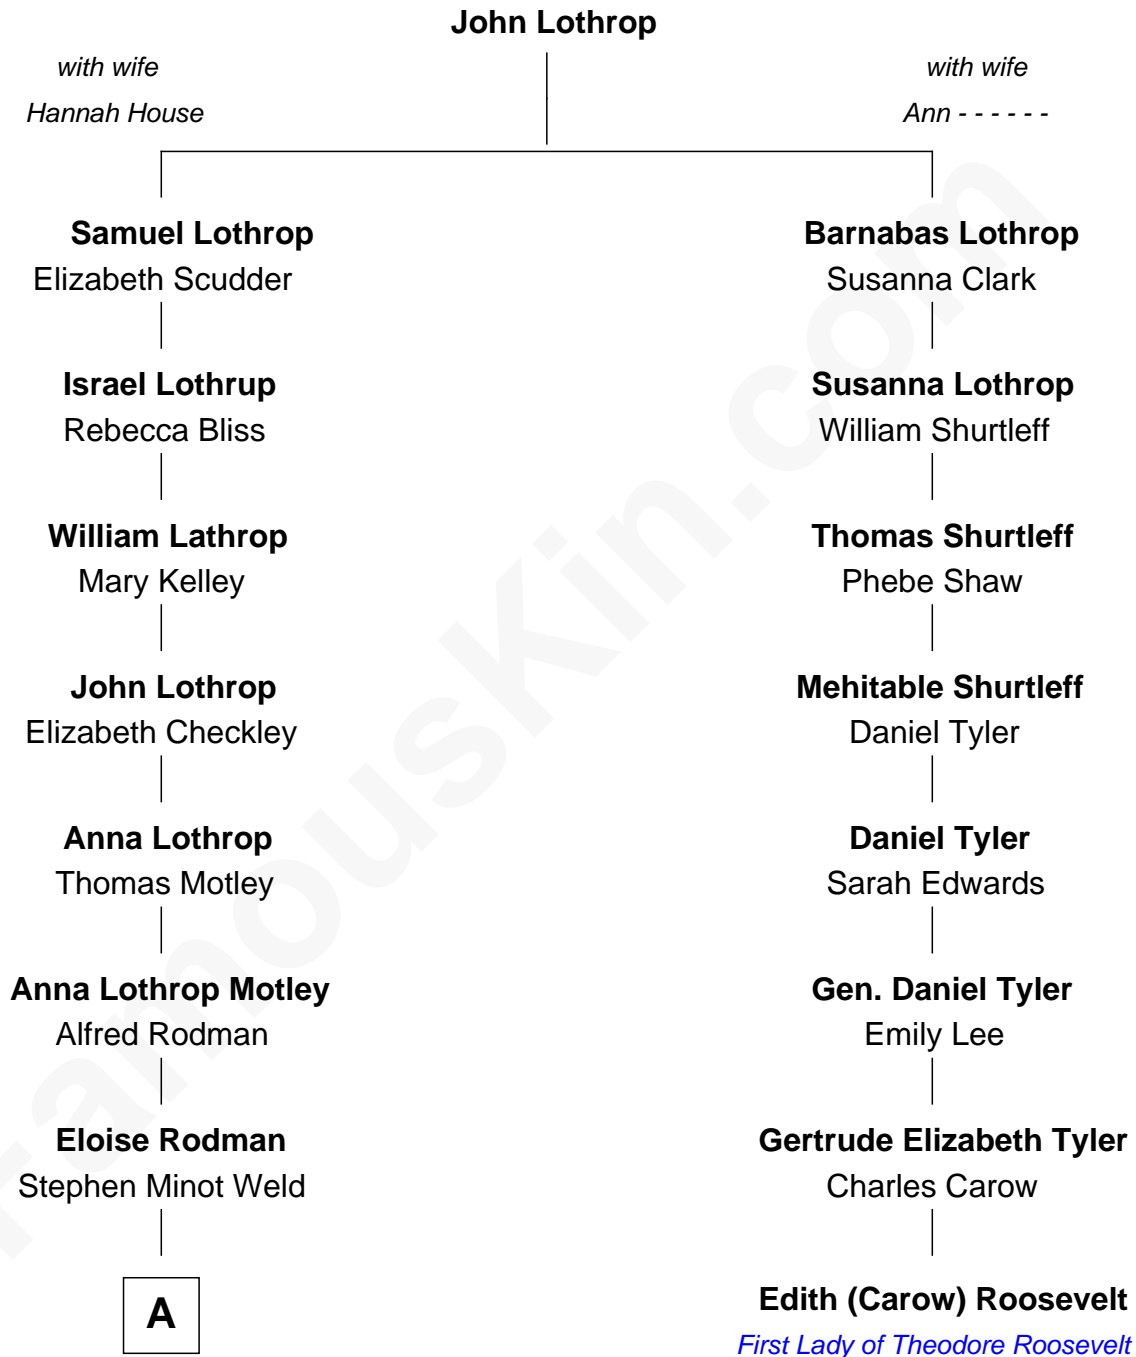 John Lothrop
with wife
Hannah House
with wife
Ann - - - - - -
Samuel Lothrop
Elizabeth Scudder
Barnabas Lothrop
Susanna Clark
Israel Lothrup
Rebecca Bliss
Susanna Lothrop
William Shurtleff
William Lathrop
Mary Kelley
Thomas Shurtleff
Phebe Shaw
John Lothrop
Elizabeth Checkley
Mehitable Shurtleff
Daniel Tyler
Anna Lothrop
Thomas Motley
Daniel Tyler
Sarah Edwards
Anna Lothrop Motley
Alfred Rodman
Gen. Daniel Tyler
Emily Lee
Eloise Rodman
Stephen Minot Weld
Gertrude Elizabeth Tyler
Charles Carow
A
Edith (Carow) Roosevelt
First Lady of Theodore Roosevelt
FamousKin.com